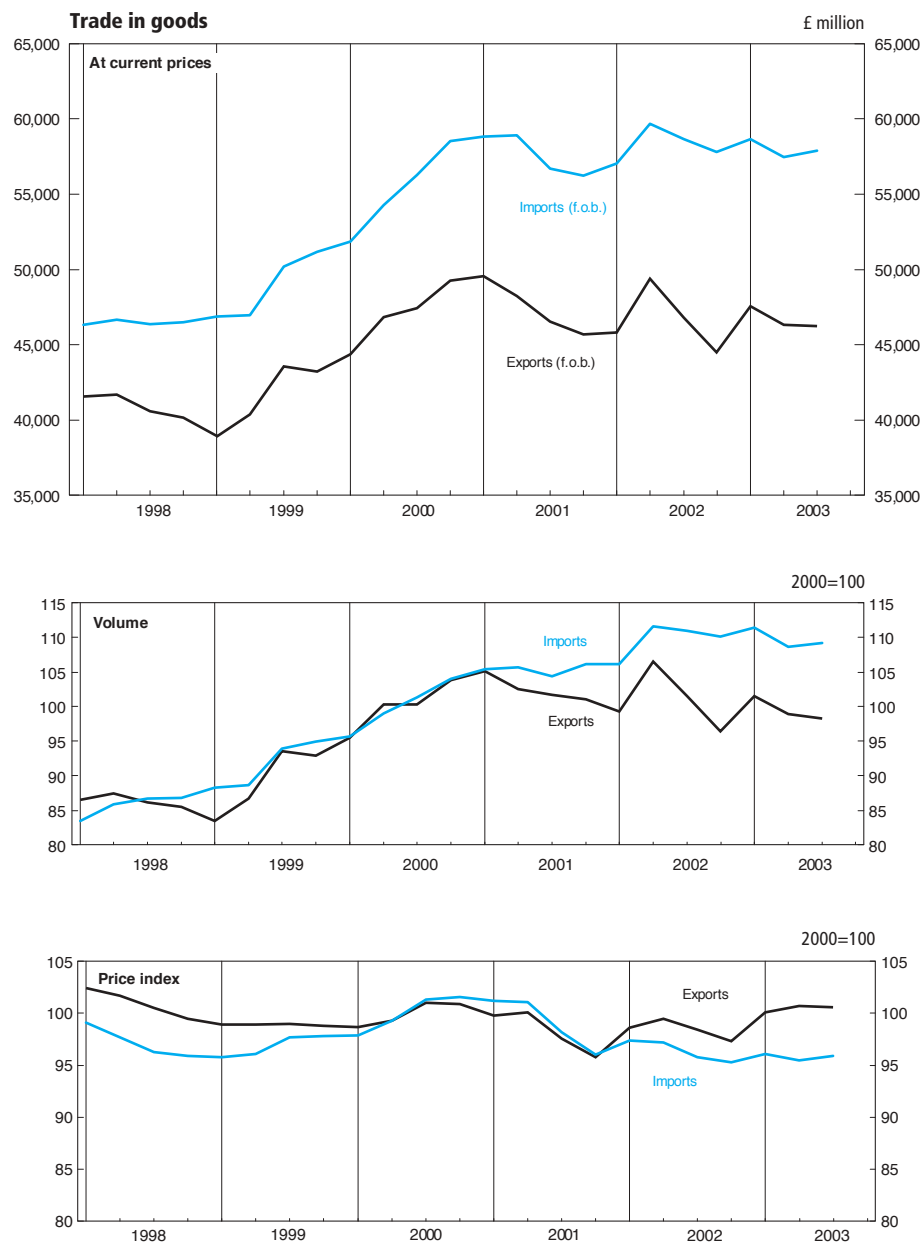 Trade in goods £ million
65,000 65,000
At current prices
60,000 60,000
55,000 55,000
Imports (f.o.b.)
50,000 50,000
45,000 45,000
Exports (f.o.b.)
40,000 40,000
35,000 35,000
1998 1999 2000 2001 2002 2003
2000=100
115 115
Volume
110 110
Imports
105 105
100 100
Exports
95 95
90 90
85 85
80 80
1998 1999 2000 2001 2002 2003
2000=100
105 105
Price index
Exports
100 100
95 95
Imports
90 90
85 85
80 80
1998 1999 2000 2001 2002 2003